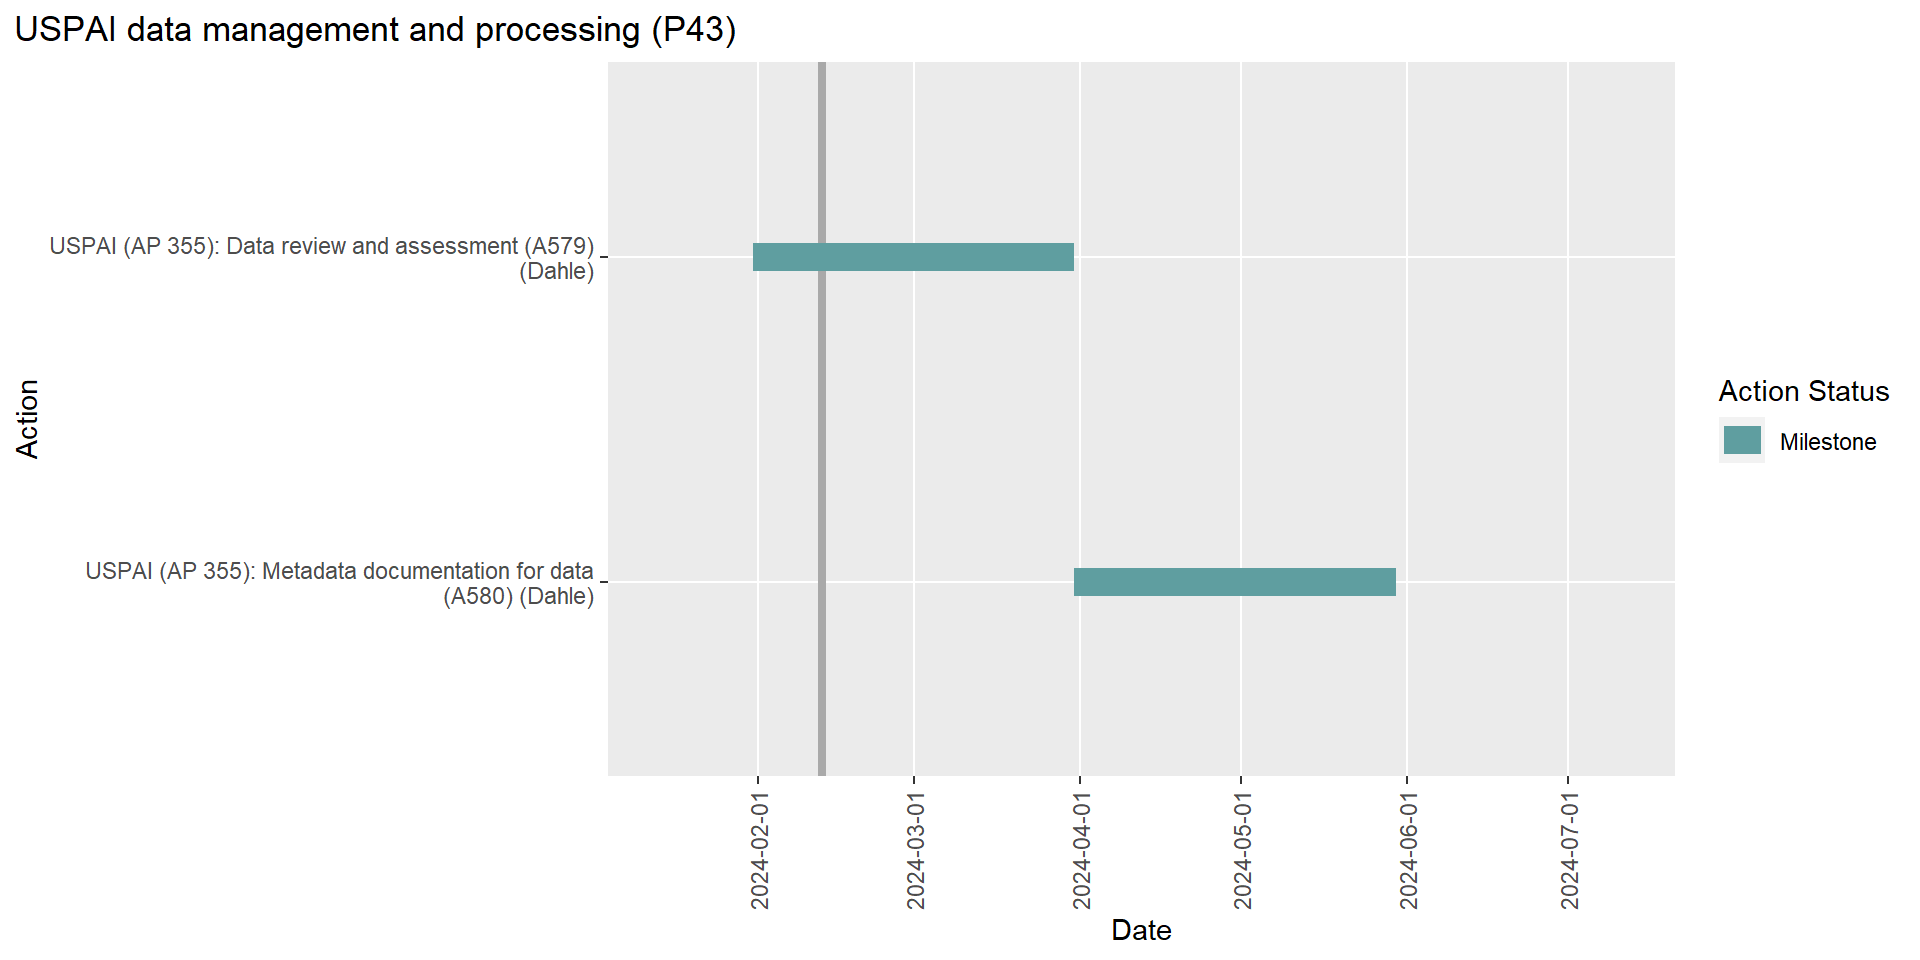 USPAI data management and processing (P43)
USPAI (AP 355): Data review and assessment (A579)
(Dahle)
USPAI (AP 355): Metadata documentation for data
(A580) (Dahle)
Action
Action Status
Milestone
2024-02-01
2024-03-01
2024-04-01
2024-05-01
2024-06-01
2024-07-01
Date